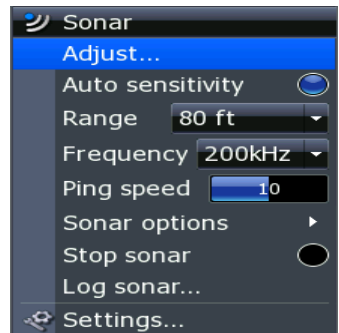 Sonar
Adjust...
Auto sensitivity
Range 80 ft
Frequency 200kHz
Ping speed 10
Sonar options
Stop sonar
Log sonar...
Settings...